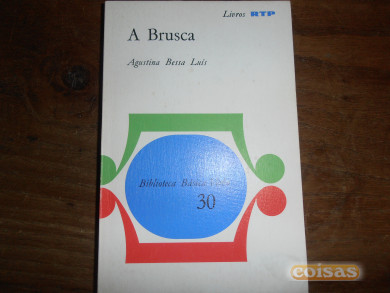 Livros RTP
A Brusca
Agustina Bessa Luís
Biblioteca Básica Verbo
30
coisas